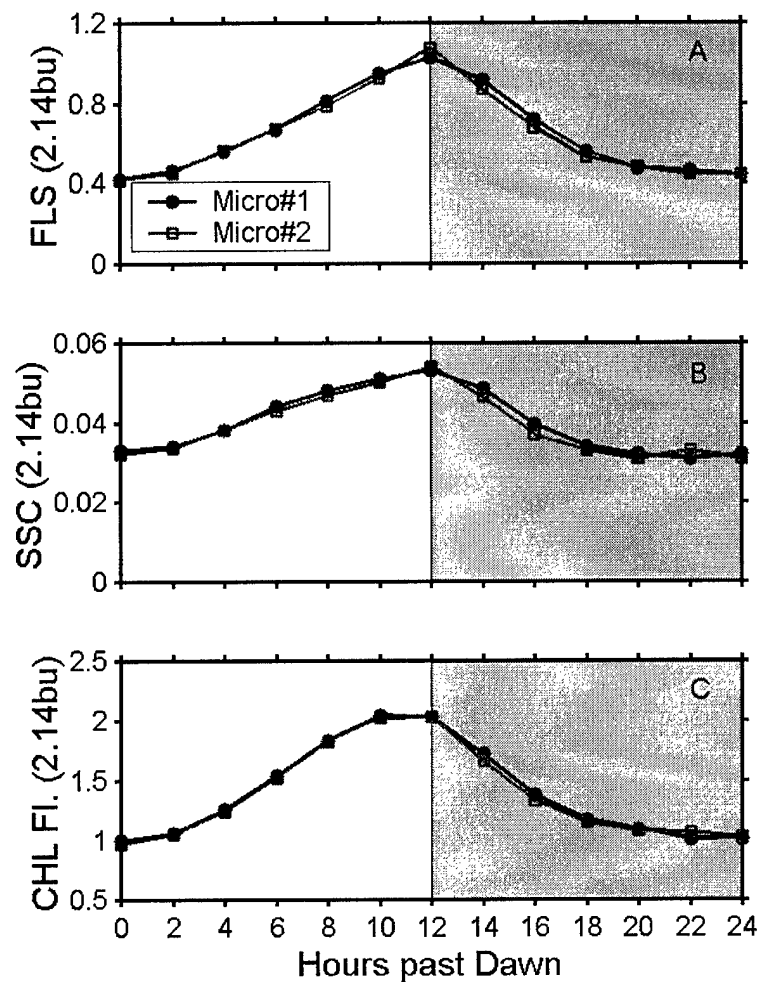 1.2
0.8
0.4
0
FLS (2.14bu)
A
Micro#1
Micro#2
0.06
0.04
0.02
0
SSC (2.14bu)
B
2.5
2
1.5
1
0.5
CHL Fl. (2.14bu)
C
0 2 4 6 8 10 12 14 16 18 20 22 24
Hours past Dawn